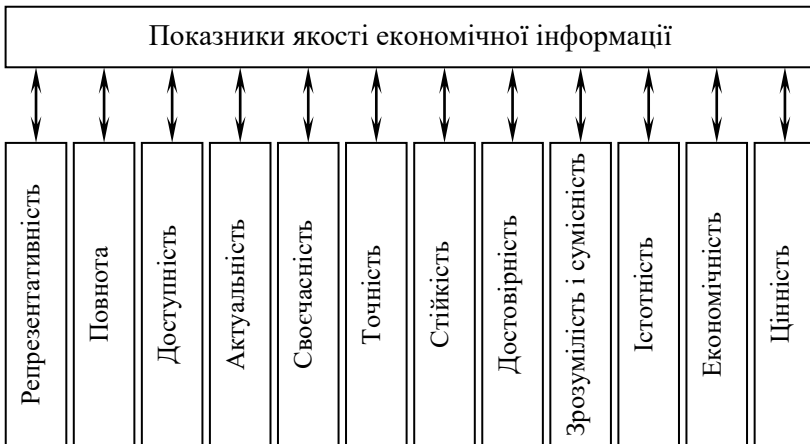 Показники якості економічної інформації
Репрезентативність
Повнота
Доступність
Актуальність
Своєчасність
Точність
Стійкість
Достовірність
Зрозумілість і сумісність
Істотність
Економічність
Цінність